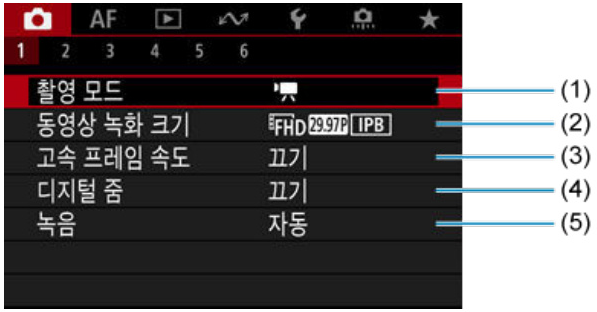 AF
1 2 3 4 5 6
촬영 모드 (1)
동영상 녹화 크기 EFHD 29.97P IPB (2)
고속 프레임 속도 끄기 (3)
디지털 줌 끄기 (4)
녹음 자동 (5)